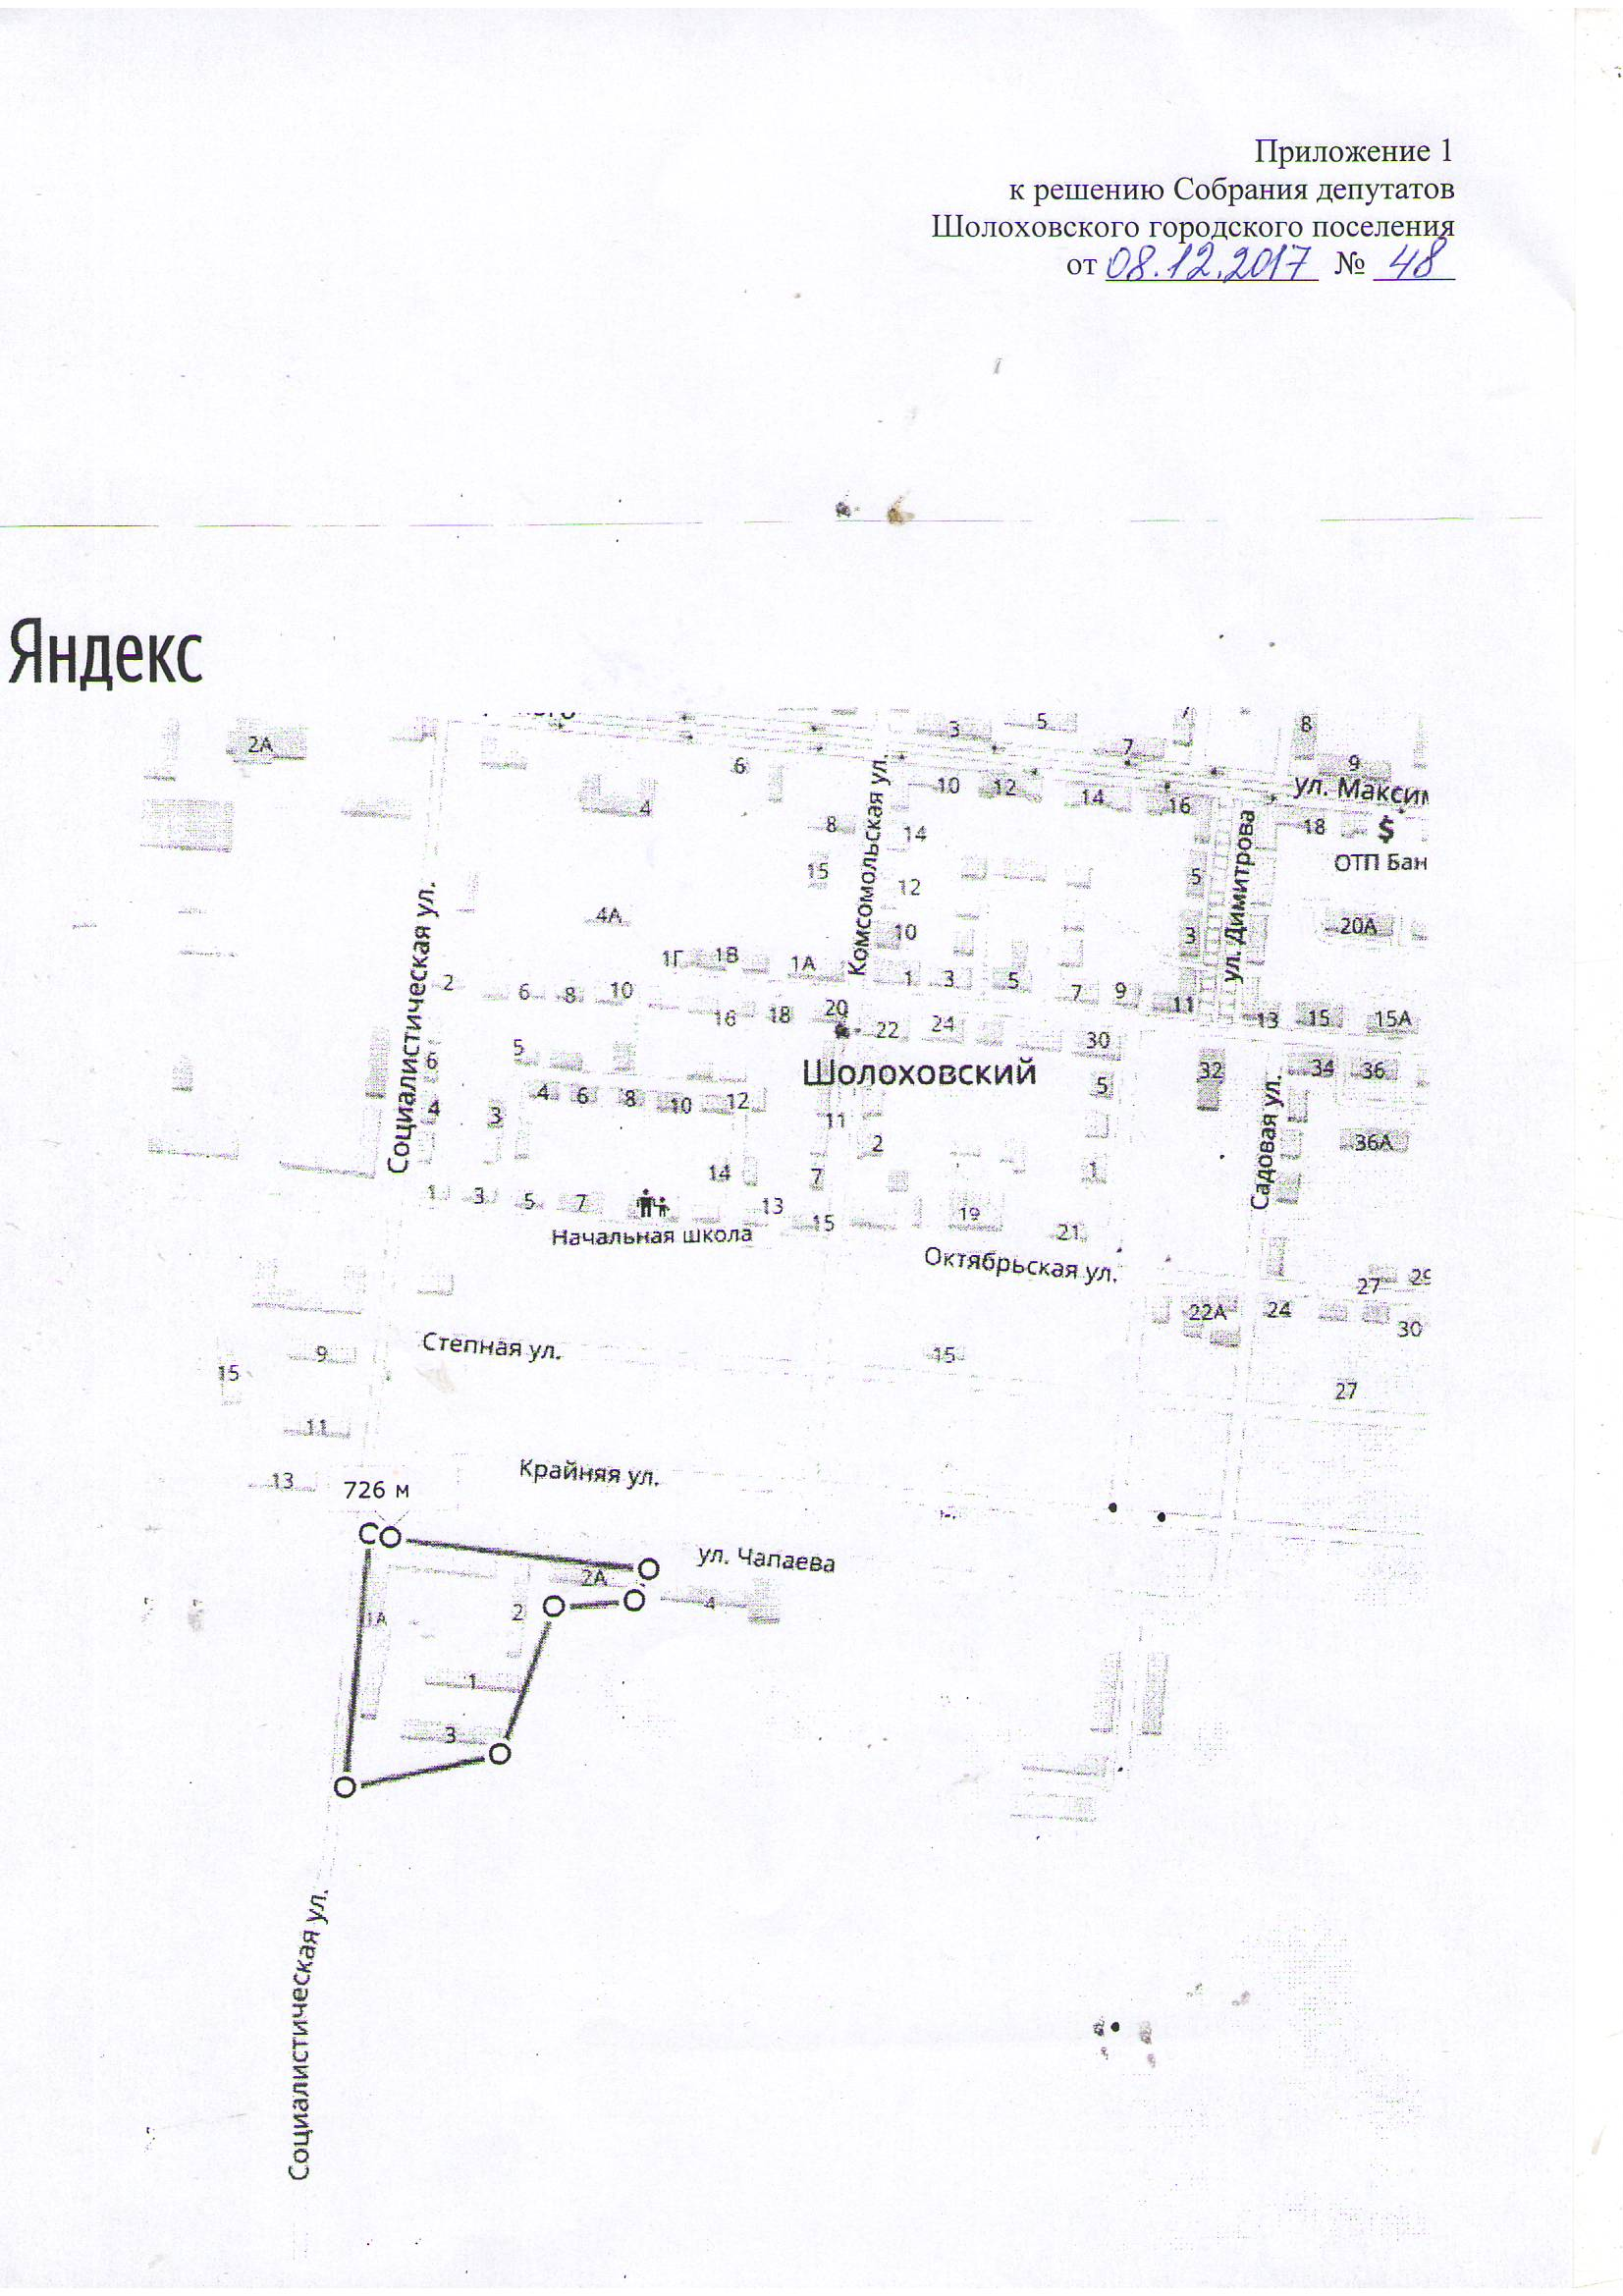 Приложение 1
к решению Собрания депутатов
Шолоховского городского поселения
от 08.12.2017 № 48
Яндекс
2А
3
5
7
8
9
6
4
10
12
14
16
ул. Максим
18
$
ОТП Бан
8
14
15
12
Комсомольская ул.
5
ул. Димитрова
4А
10
3
20А
1Г
1В
1А
1
3
5
7
9
11
Социалистическая ул.
2
6
8
10
16
18
20
22
24
13
15
15А
5
30
6
Шолоховский
32
34
36
4
6
8
10
12
5
4
3
11
2
36А
Садовая ул.
14
7
1
1
3
5
7
13
15
19
21
Начальная школа
Октябрьская ул.
27
22А
24
30
Степная ул.
9
15
15
27
11
Крайняя ул.
13
726 м
ул. Чапаева
2А
1А
2
4
1
3
Социалистическая ул.